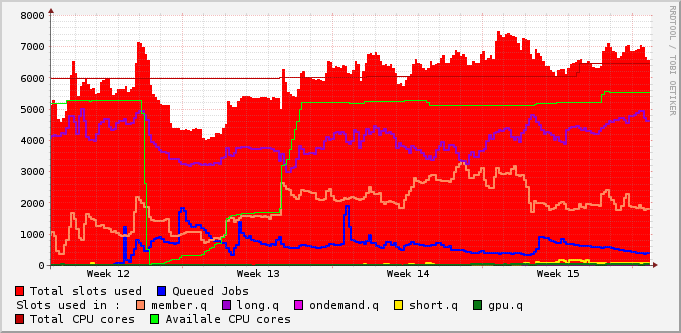 8000
7000
6000
5000
4000
3000
2000
1000
0
Week 12 Week 13 Week 14 Week 15
RRDTOOL / TOBI OETIKER
Total slots used Queued Jobs
Slots used in : member.q long.q ondemand.q short.q gpu.q
Total CPU cores Availale CPU cores